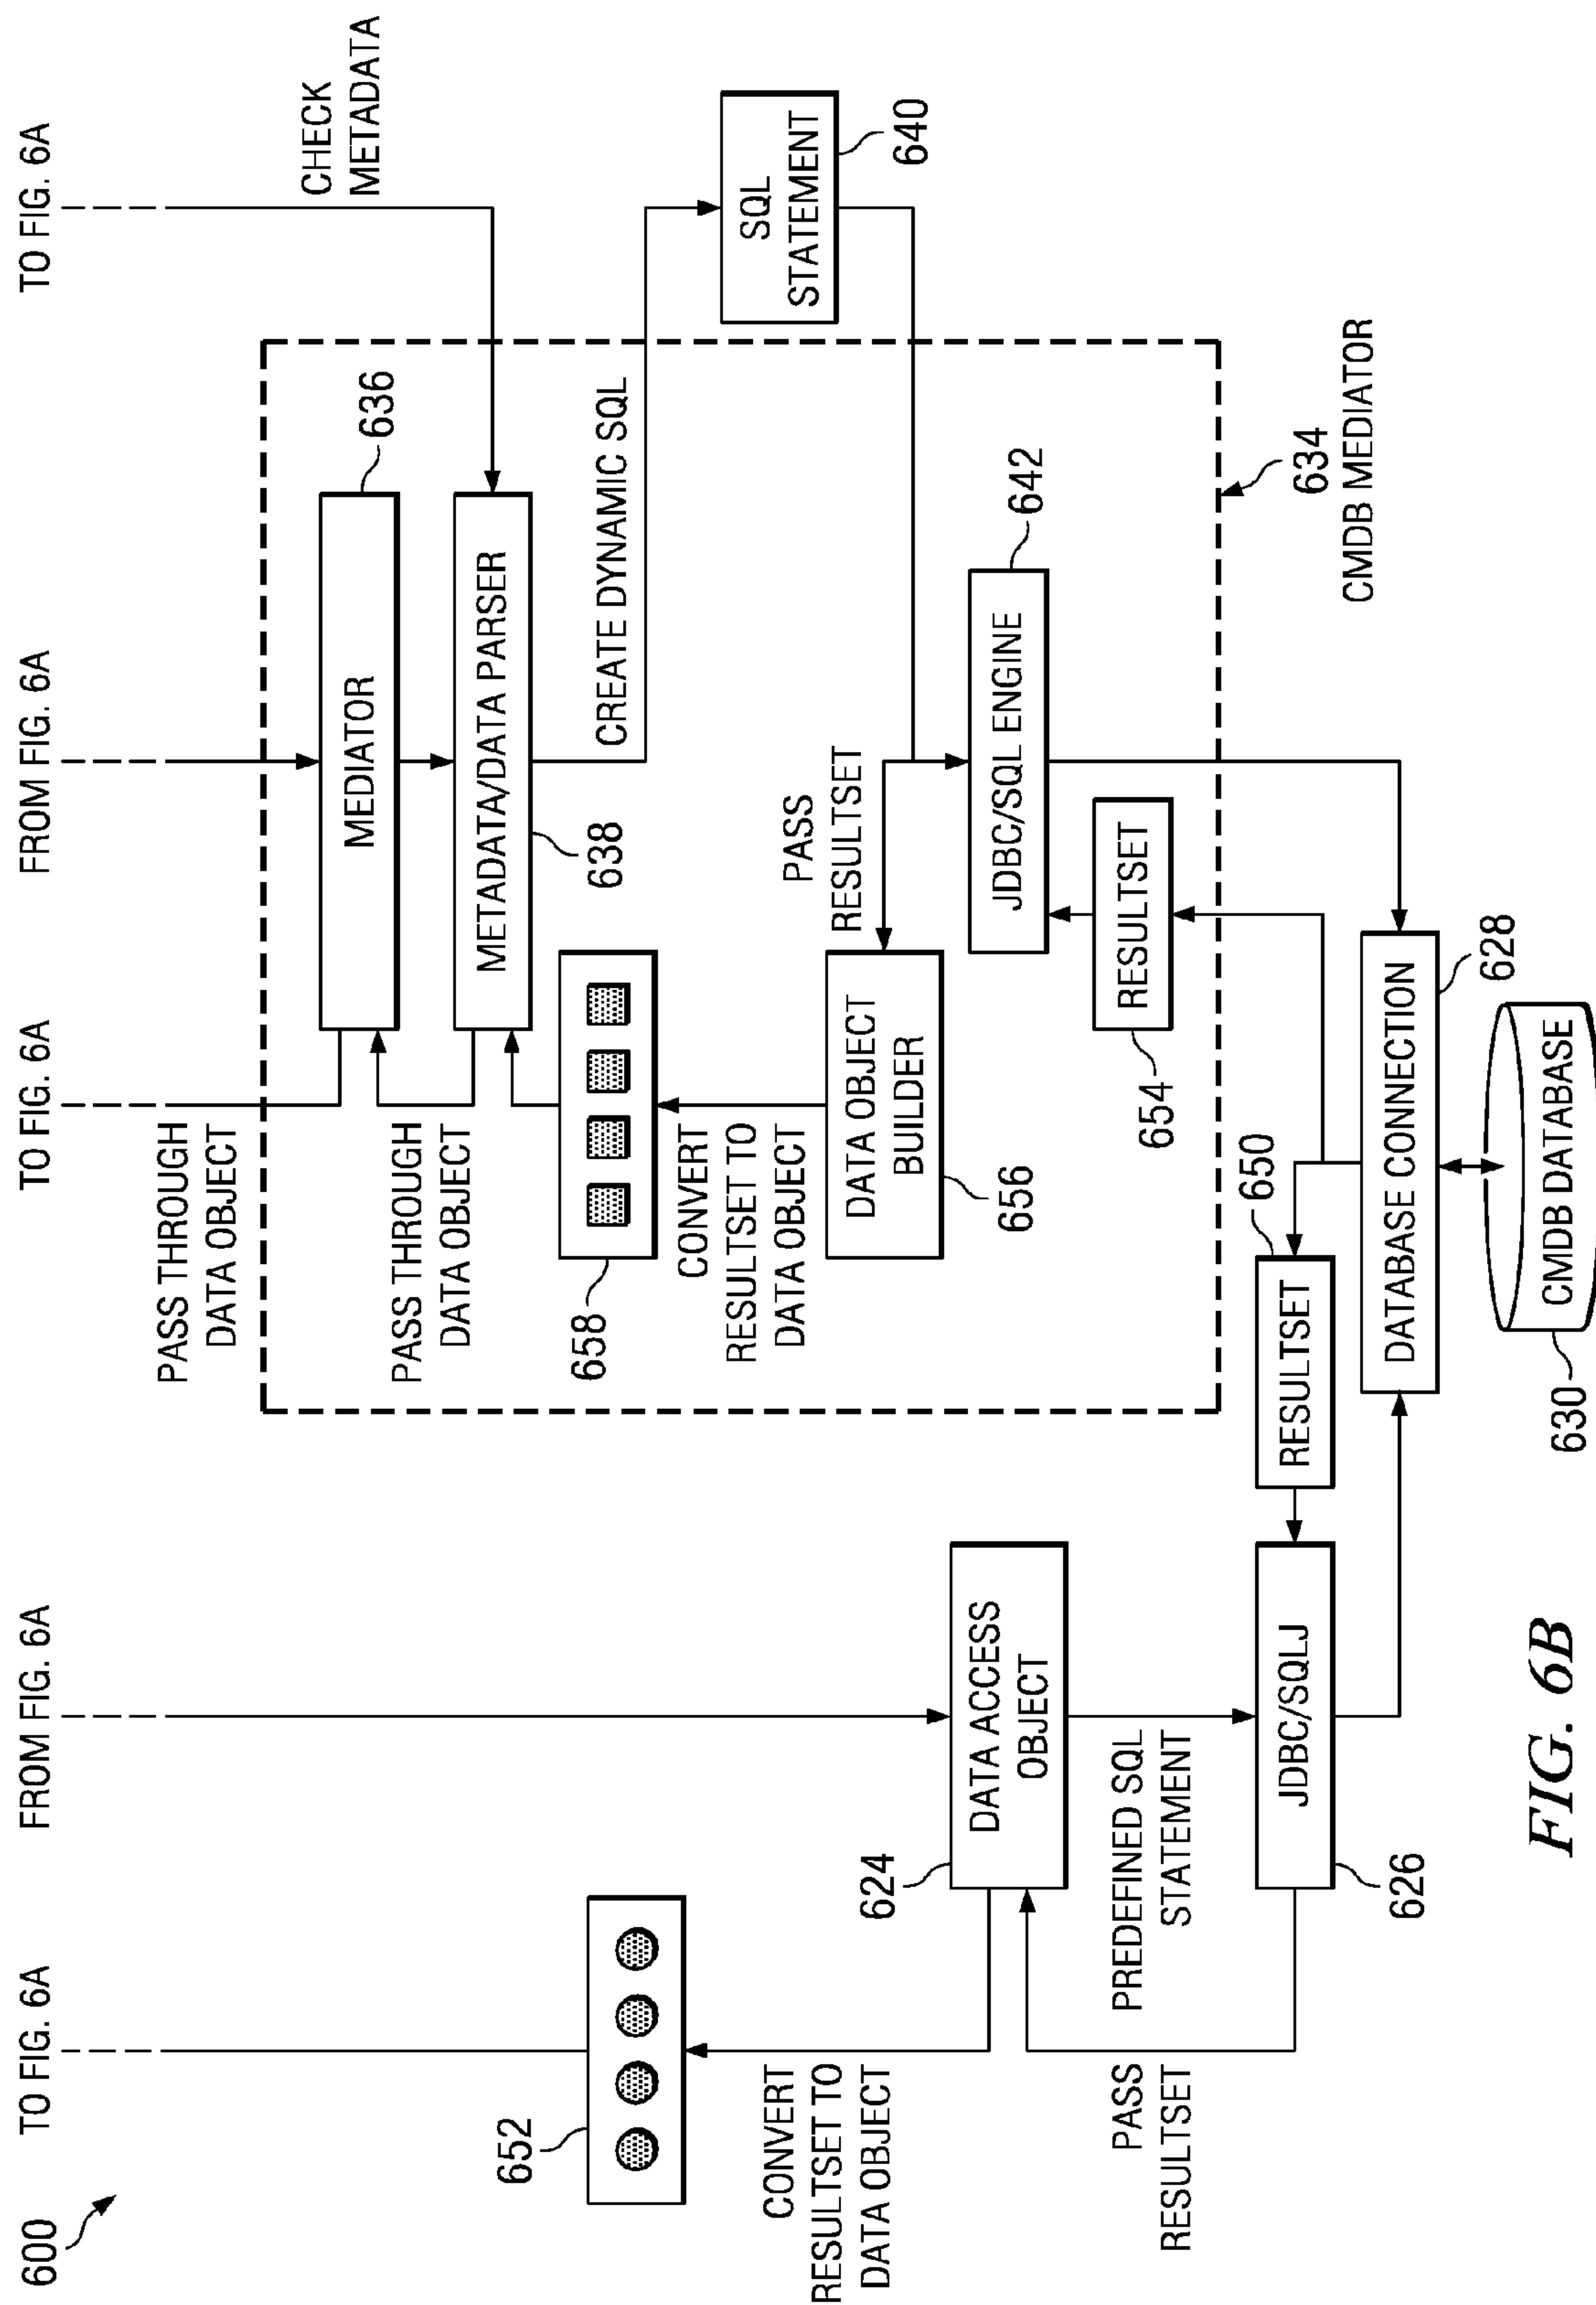 600
TO FIG. 6A
FROM FIG. 6A
TO FIG. 6A
FROM FIG. 6A
TO FIG. 6A
PASS THROUGH
DATA OBJECT
CHECK
METADATA
MEDIATOR
636
PASS THROUGH
DATA OBJECT
METADATA/DATA PARSER
638
652
658
CREATE DYNAMIC SQL
CONVERT
RESULTSET TO
DATA OBJECT
CONVERT
RESULTSET TO
DATA OBJECT
SQL
STATEMENT
640
PASS
RESULTSET
DATA OBJECT
BUILDER
656
624
DATA ACCESS
OBJECT
JDBC/SQL ENGINE
642
PREDEFINED SQL
STATEMENT
PASS
RESULTSET
RESULTSET
654
650
RESULTSET
JDBC/SQLJ
626
634
CMDB MEDIATOR
DATABASE CONNECTION
628
CMDB DATABASE
630
FIG. 6B